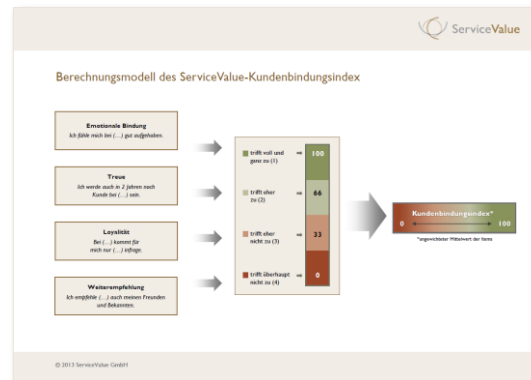 ServiceValue
Berechnungsmodell des ServiceValue-Kundenbindungsindex
Emotionale Bindung
Ich fühle mich bei (…) gut aufgehoben.
Treue
Ich werde auch in 2 Jahren noch
Kunde bei (…) sein.
Loyalität
Bei (…) kommt für
mich nur (…) infrage.
Weiterempfehlung
Ich empfehle (…) auch meinen Freunden
und Bekannten.
trifft voll und
ganz zu (1)
100
trifft eher
zu (2)
66
trifft eher
nicht zu (3)
33
trifft überhaupt
nicht zu (4)
0
Kundenbindungsindex*
0 100
*ungewichteter Mittelwert der Items
© 2013 ServiceValue GmbH